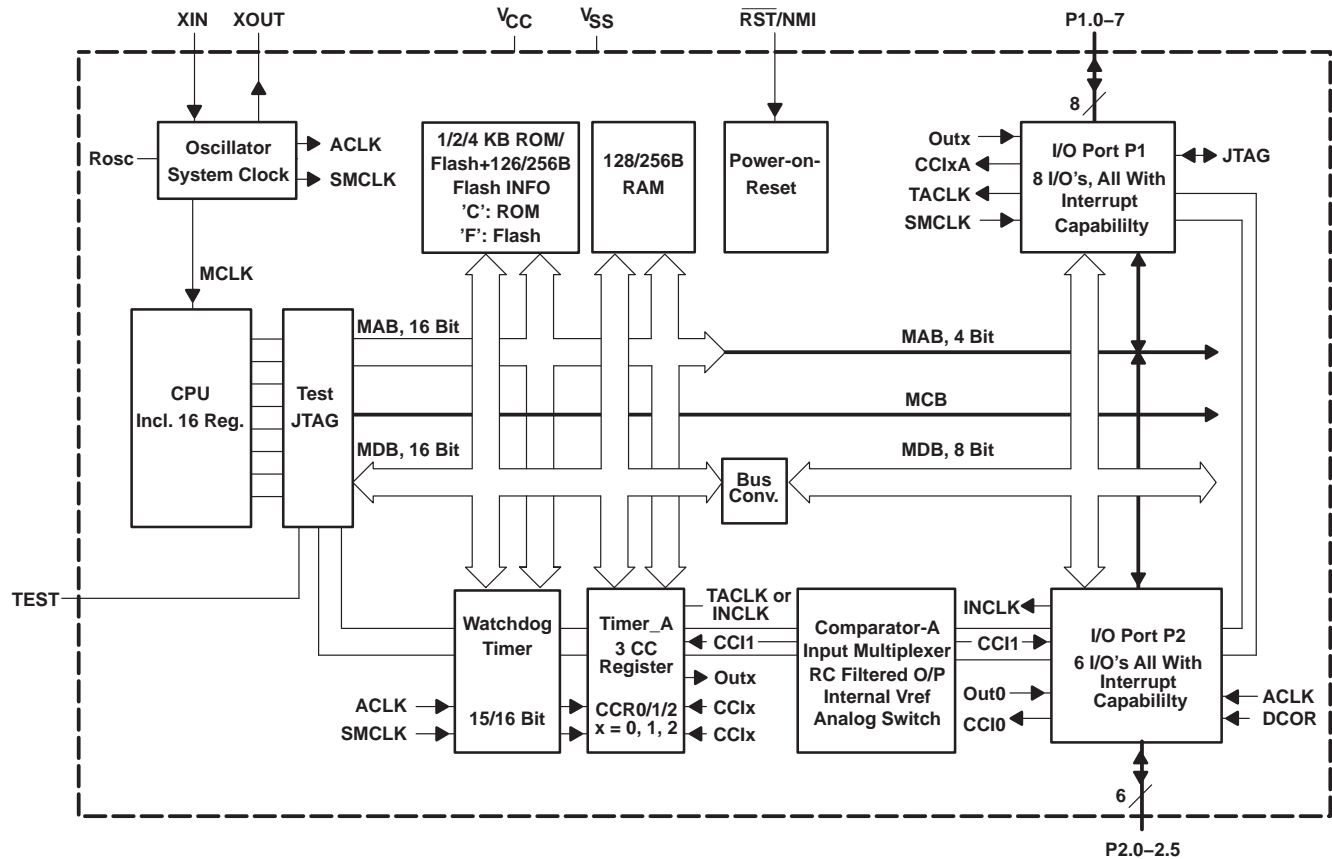 XIN XOUT VCC VSS RST/NMI P1.0–7
8
Oscillator
System Clock
Rosc
ACLK
SMCLK
1/2/4 KB ROM/
Flash+126/256B
Flash INFO
'C': ROM
'F': Flash
128/256B
RAM
Power-on-
Reset
Outx
CCIxA
TACLK
SMCLK
I/O Port P1
8 I/O's, All With
Interrupt
Capabililty
JTAG
MCLK
CPU
Incl. 16 Reg.
Test
JTAG
MAB, 16 Bit
MAB, 4 Bit
MCB
MDB, 16 Bit
MDB, 8 Bit
Bus
Conv.
TEST
Watchdog
Timer
15/16 Bit
ACLK
SMCLK
Timer_A
3 CC
Register
CCR0/1/2
x = 0, 1, 2
TACLK or
INCLK
CCI1
Outx
CCIx
CCIx
Comparator-A
Input Multiplexer
RC Filtered O/P
Internal Vref
Analog Switch
INCLK
CCI1
Out0
CCI0
I/O Port P2
6 I/O's All With
Interrupt
Capabililty
ACLK
DCOR
6
P2.0–2.5